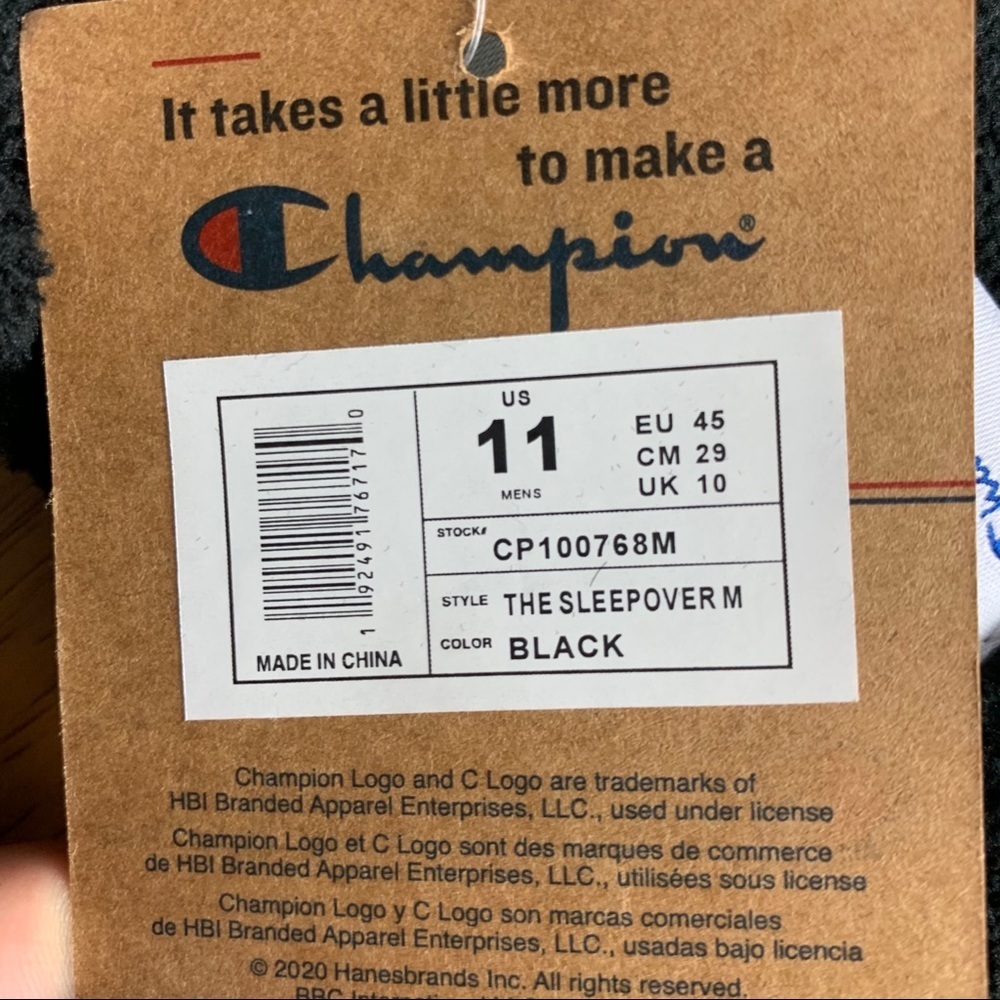 It takes a little more
to make a
Champion®
US
11
MENS
EU 45
CM 29
UK 10
STOCK# CP100768M
STYLE THE SLEEPOVER M
COLOR BLACK
1 92491 76717 0
MADE IN CHINA
Champion Logo and C Logo are trademarks of
HBI Branded Apparel Enterprises, LLC., used under license
Champion Logo et C Logo sont des marques de commerce
de HBI Branded Apparel Enterprises, LLC., utilisées sous license
Champion Logo y C Logo son marcas comerciales
de HBI Branded Apparel Enterprises, LLC., usadas bajo licencia
© 2020 Hanesbrands Inc. All rights reserved.